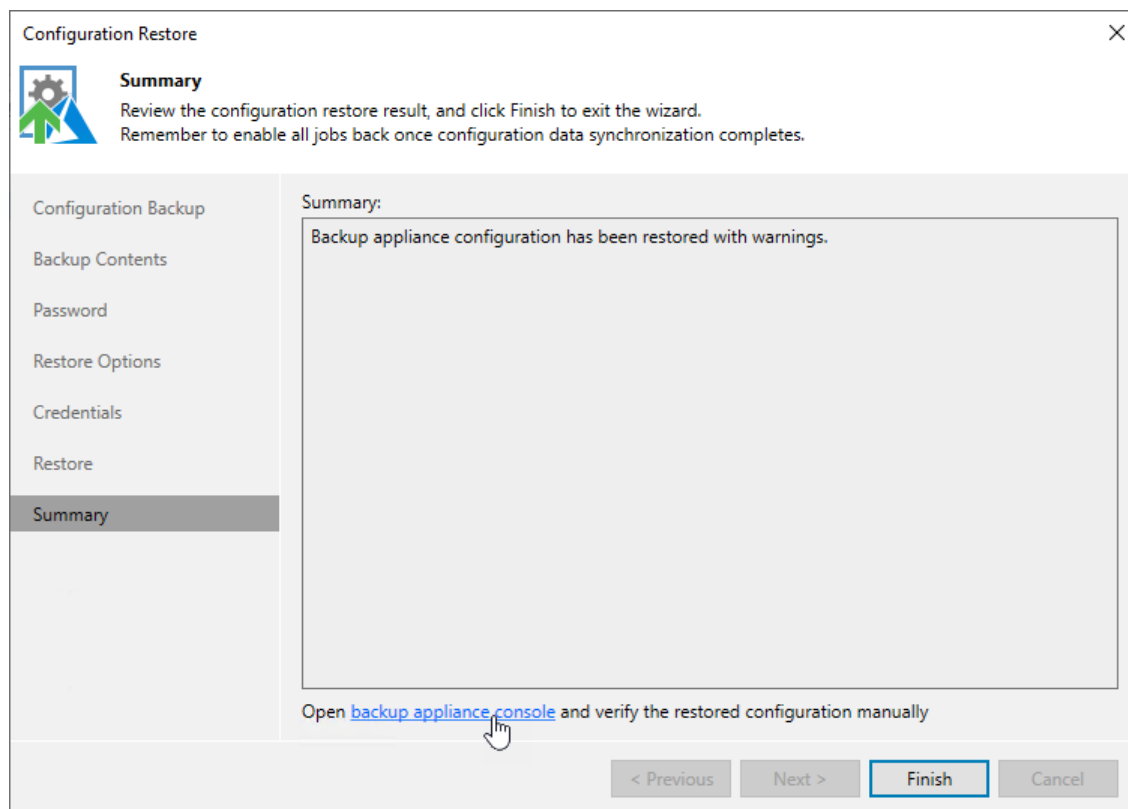 Configuration Restore
Summary
Review the configuration restore result, and click Finish to exit the wizard.
Remember to enable all jobs back once configuration data synchronization completes.
Configuration Backup
Backup Contents
Password
Restore Options
Credentials
Restore
Summary
Summary:
Backup appliance configuration has been restored with warnings.
Open backup appliance console and verify the restored configuration manually
< Previous
Next >
Finish
Cancel